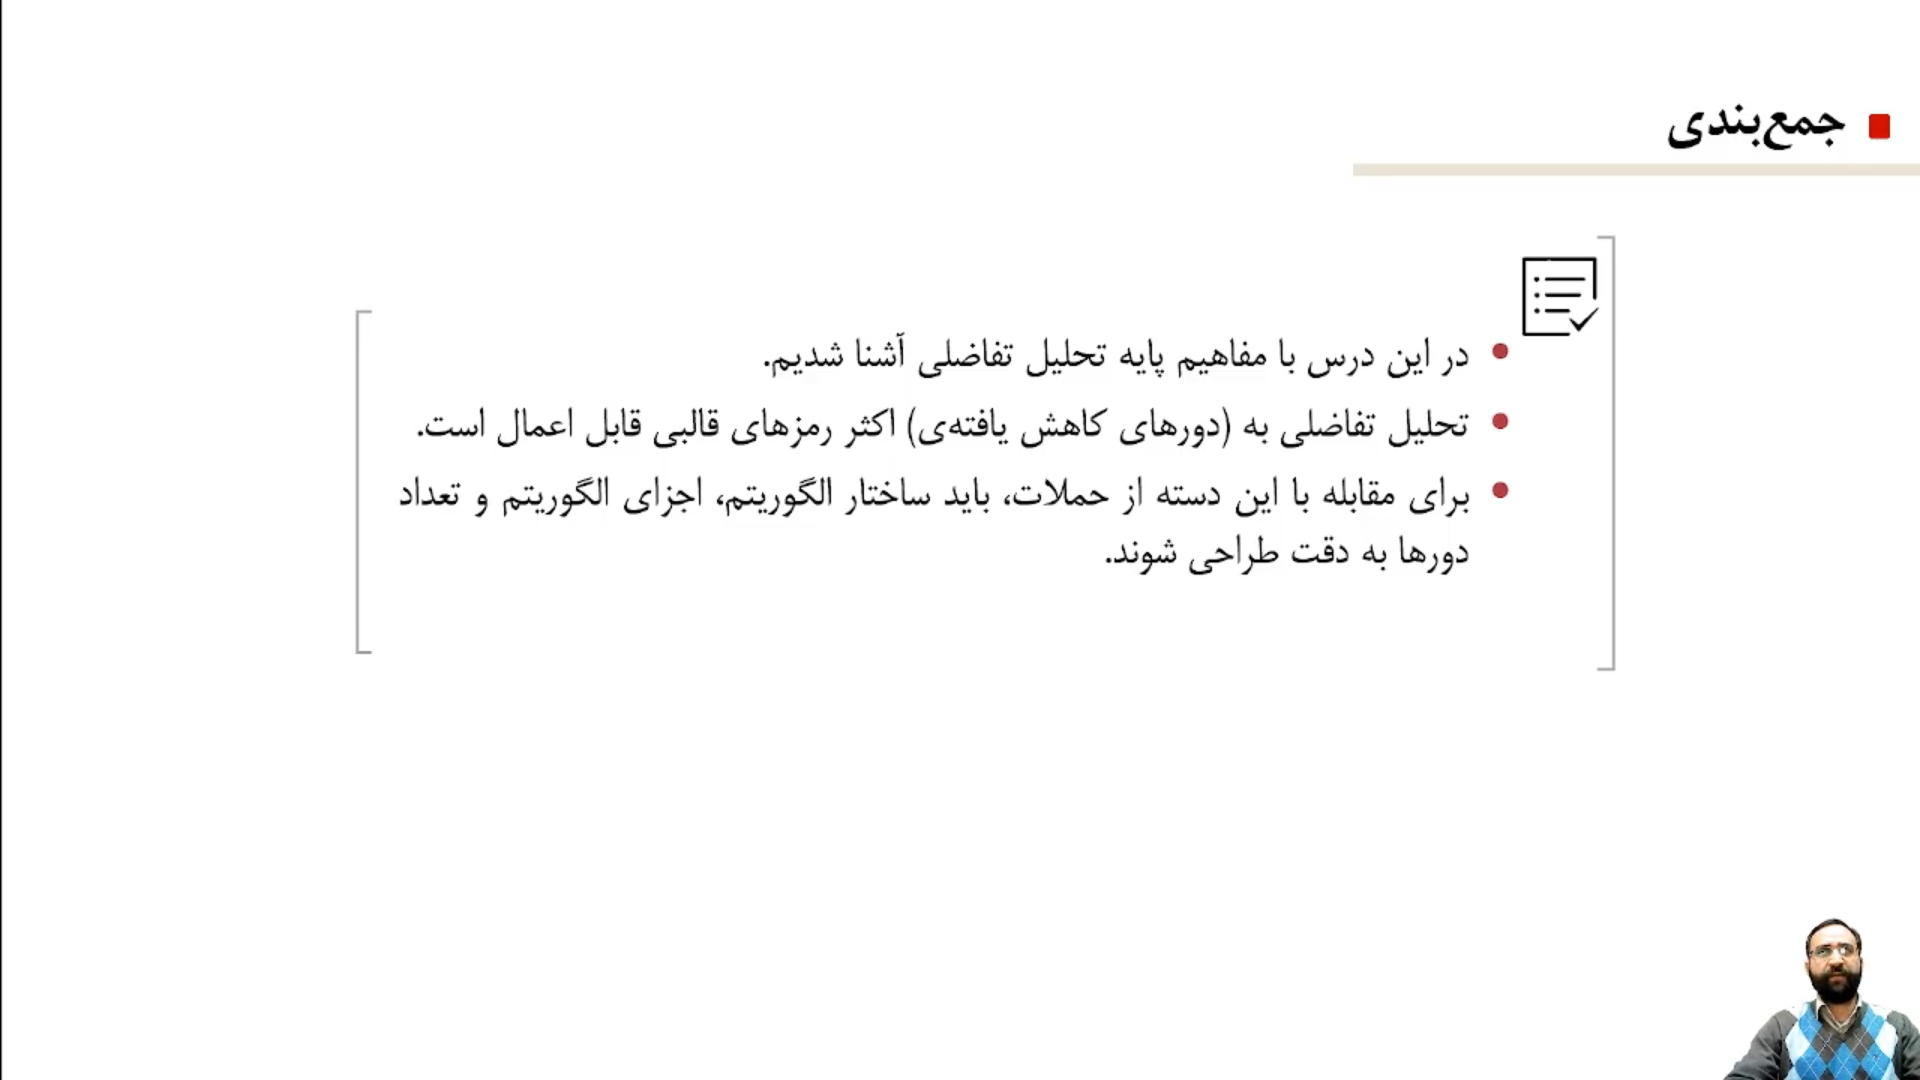 جمع‌بندی
در این درس با مفاهیم پایه تحلیل تفاضلی آشنا شدیم.
تحلیل تفاضلی به (دورهای کاهش یافته‌ی) اکثر رمزهای قالبی قابل اعمال است.
برای مقابله با این دسته از حملات، باید ساختار الگوریتم، اجزای الگوریتم و تعداد
دورها به دقت طراحی شوند.